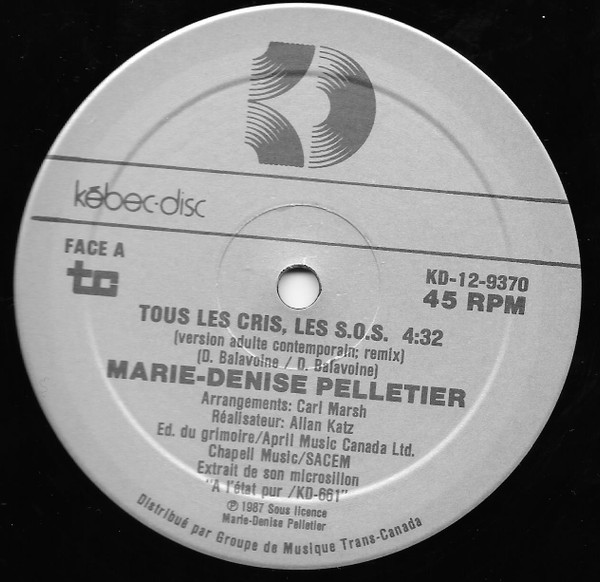 kébec-disc
FACE A
tc
KD-12-9370
45 RPM
TOUS LES CRIS, LES S.O.S. 4:32
(version adulte contemporain; remix)
(D. Balavoine / D. Balavoine)
MARIE-DENISE PELLETIER
Arrangements: Carl Marsh
Réalisateur: Allan Katz
Ed. du grimoire/April Music Canada Ltd.
Chapell Music/SACEM
Extrait de son microsillon
"A l'état pur /KD-661"
℗ 1987 Sous licence
Marie-Denise Pelletier
Distribué par Groupe de Musique Trans-Canada